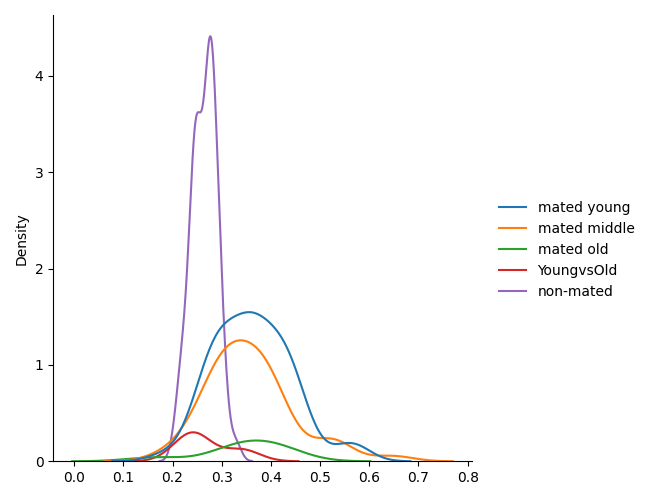 4
3
2
1
0
Density
0.0 0.1 0.2 0.3 0.4 0.5 0.6 0.7 0.8
mated young
mated middle
mated old
YoungvsOld
non-mated